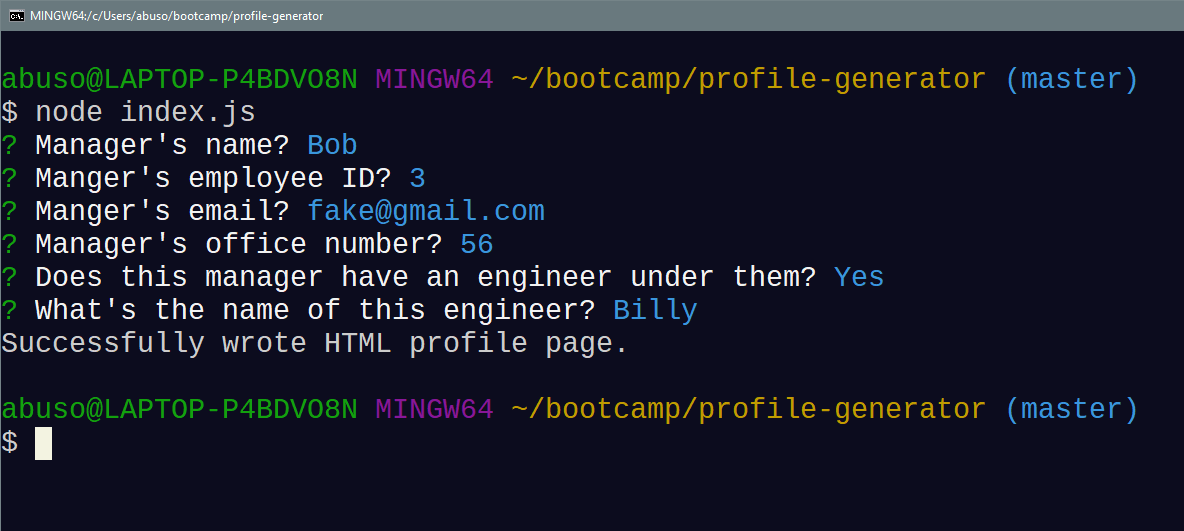 MINGW64:/c/Users/abuso/bootcamp/profile-generator
abuso@LAPTOP-P4BDVO8N MINGW64 ~/bootcamp/profile-generator (master)
$ node index.js
? Manager's name? Bob
? Manger's employee ID? 3
? Manger's email? fake@gmail.com
? Manager's office number? 56
? Does this manager have an engineer under them? Yes
? What's the name of this engineer? Billy
Successfully wrote HTML profile page.
abuso@LAPTOP-P4BDVO8N MINGW64 ~/bootcamp/profile-generator (master)
$